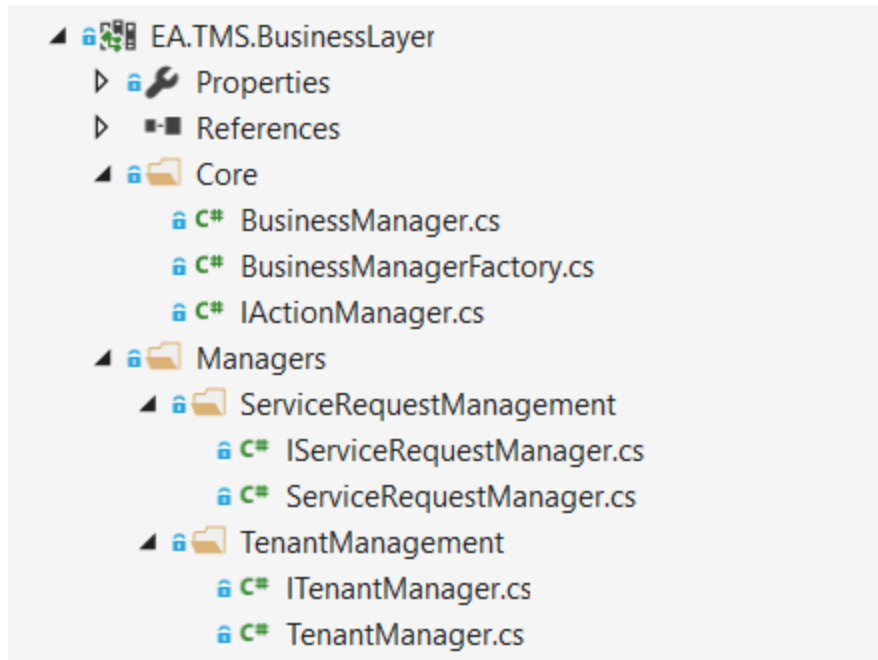 EA.TMS.BusinessLayer
Properties
References
Core
C# BusinessManager.cs
C# BusinessManagerFactory.cs
C# IActionManager.cs
Managers
ServiceRequestManagement
C# IServiceRequestManager.cs
C# ServiceRequestManager.cs
TenantManagement
C# ITenantManager.cs
C# TenantManager.cs